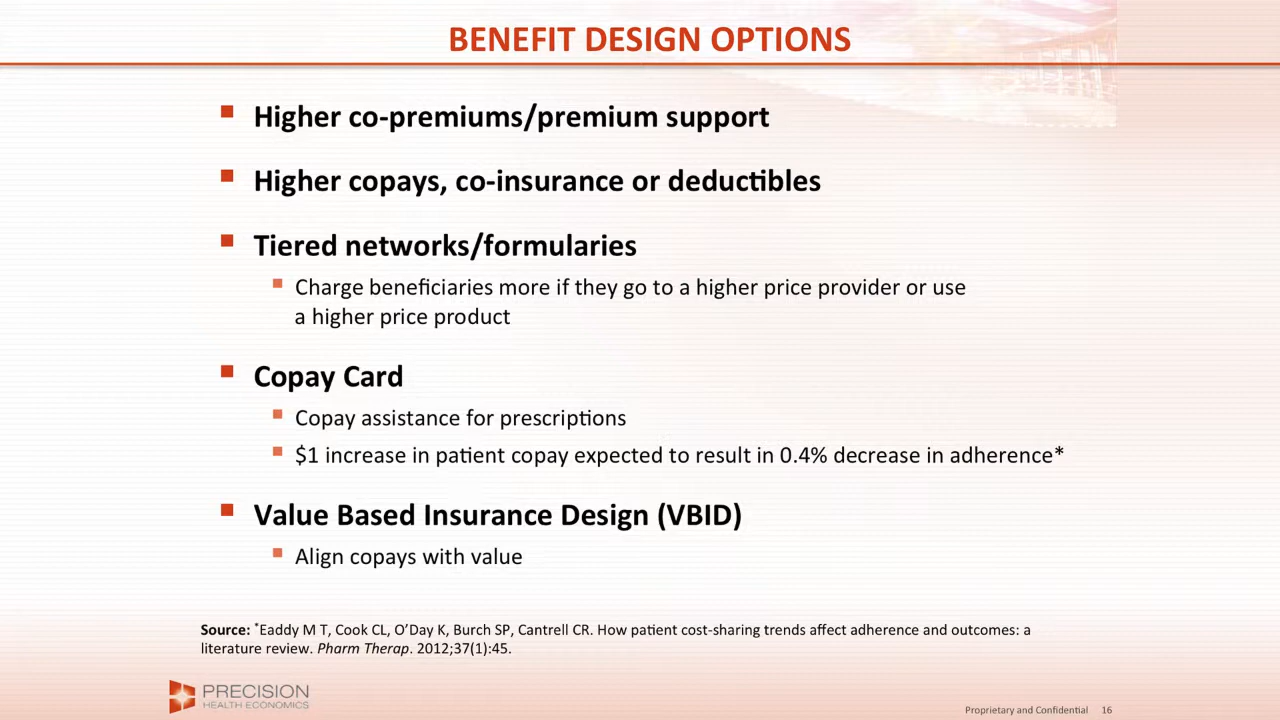 BENEFIT DESIGN OPTIONS
Higher co-premiums/premium support
Higher copays, co-insurance or deductibles
Tiered networks/formularies
Charge beneficiaries more if they go to a higher price provider or use
a higher price product
Copay Card
Copay assistance for prescriptions
$1 increase in patient copay expected to result in 0.4% decrease in adherence*
Value Based Insurance Design (VBID)
Align copays with value
Source: *Eaddy M T, Cook CL, O’Day K, Burch SP, Cantrell CR. How patient cost-sharing trends affect adherence and outcomes: a
literature review. Pharm Therap. 2012;37(1):45.
PRECISION
HEALTH ECONOMICS
Proprietary and Confidential 16